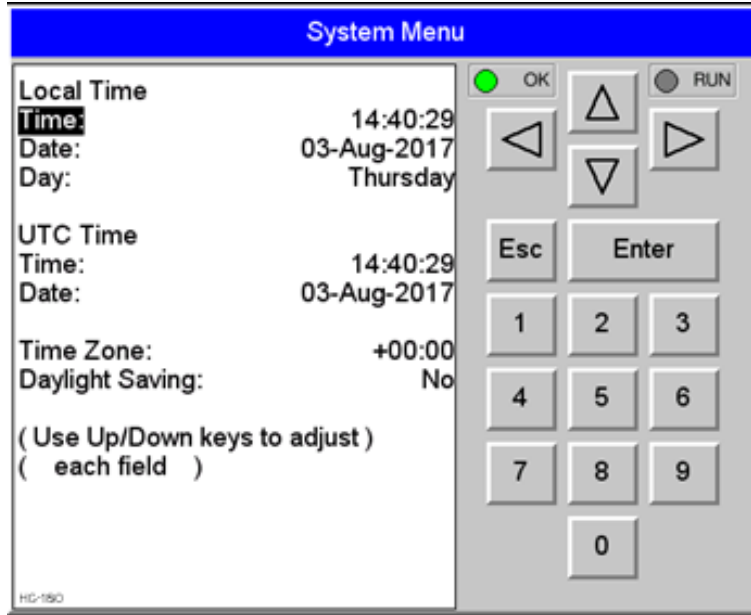 System Menu
Local Time
Time: 14:40:29
Date: 03-Aug-2017
Day: Thursday
UTC Time
Time: 14:40:29
Date: 03-Aug-2017
Time Zone: +00:00
Daylight Saving: No
( Use Up/Down keys to adjust )
( each field )
OK
RUN
Esc
Enter
1 2 3
4 5 6
7 8 9
0